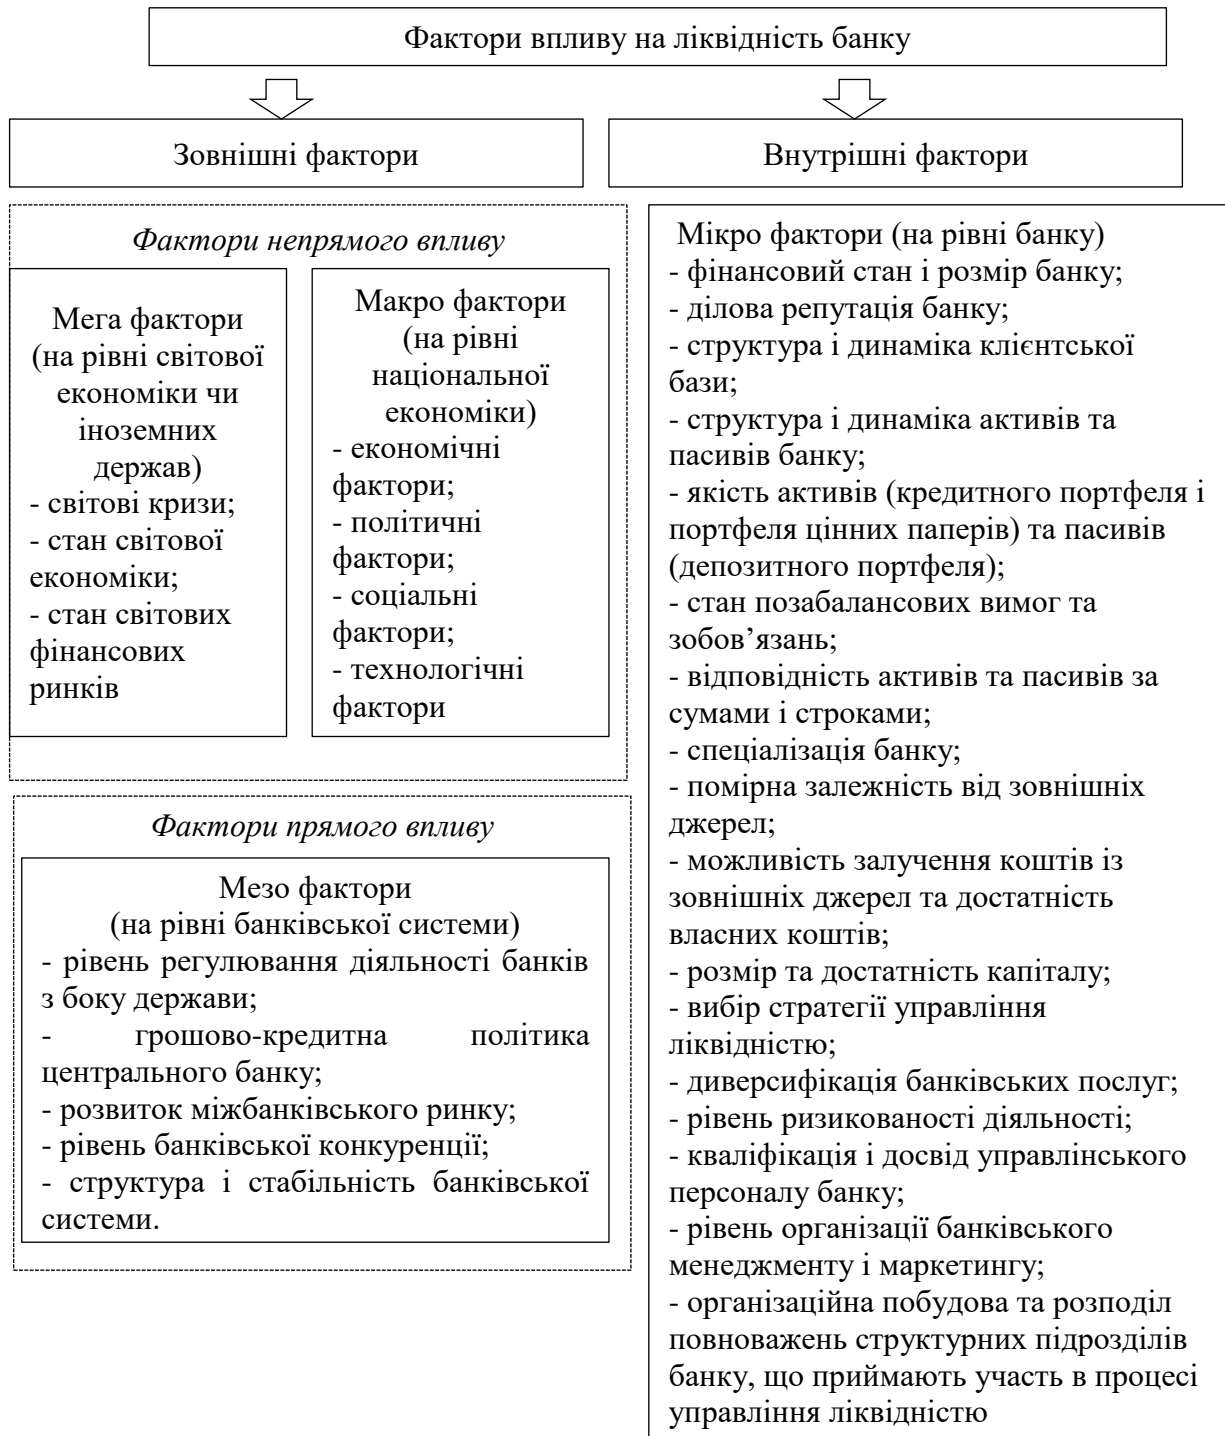 Фактори впливу на ліквідність банку
Зовнішні фактори
Внутрішні фактори
Фактори непрямого впливу
Мега фактори
(на рівні світової
економіки чи
іноземних
держав)
- світові кризи;
- стан світової
економіки;
- стан світових
фінансових
ринків
Макро фактори
(на рівні
національної
економіки)
- економічні
фактори;
- політичні
фактори;
- соціальні
фактори;
- технологічні
фактори
Фактори прямого впливу
Мезо фактори
(на рівні банківської системи)
- рівень регулювання діяльності банків
з боку держави;
- грошово-кредитна політика
центрального банку;
- розвиток міжбанківського ринку;
- рівень банківської конкуренції;
- структура і стабільність банківської
системи.
Мікро фактори (на рівні банку)
- фінансовий стан і розмір банку;
- ділова репутація банку;
- структура і динаміка клієнтської
бази;
- структура і динаміка активів та
пасивів банку;
- якість активів (кредитного портфеля і
портфеля цінних паперів) та пасивів
(депозитного портфеля);
- стан позабалансових вимог та
зобов’язань;
- відповідність активів та пасивів за
сумами і строками;
- спеціалізація банку;
- помірна залежність від зовнішніх
джерел;
- можливість залучення коштів із
зовнішніх джерел та достатність
власних коштів;
- розмір та достатність капіталу;
- вибір стратегії управління
ліквідністю;
- диверсифікація банківських послуг;
- рівень ризикованості діяльності;
- кваліфікація і досвід управлінського
персоналу банку;
- рівень організації банківського
менеджменту і маркетингу;
- організаційна побудова та розподіл
повноважень структурних підрозділів
банку, що приймають участь в процесі
управління ліквідністю